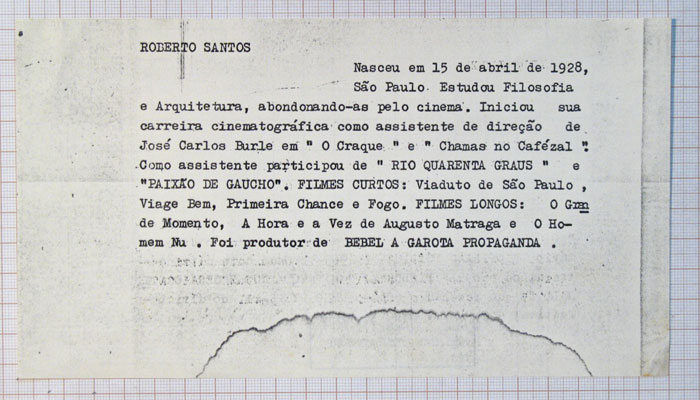 ROBERTO SANTOS
Nasceu em 15 de abril de 1928,
São Paulo. Estudou Filosofia
e Arquitetura, abondonando-as pelo cinema. Iniciou sua
carreira cinematográfica como assistente de direção de
José Carlos Burle em " O Craque " e " Chamas no Cafézal ".
Como assistente participou de " RIO QUARENTA GRAUS " e
"PAIXÃO DE GAUCHO". FILMES CURTOS: Viaduto de São Paulo ,
Viage Bem, Primeira Chance e Fogo. FILMES LONGOS: O Gran
de Momento, A Hora e a Vez de Augusto Matraga e O Ho-
mem Nu . Foi produtor de BEBEL A GAROTA PROPAGANDA .